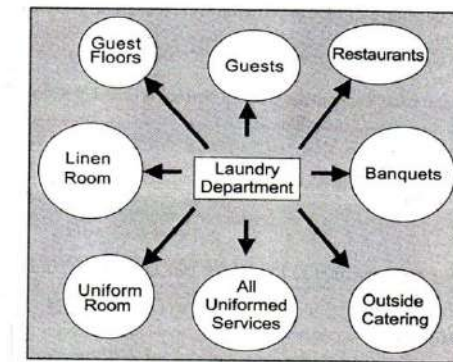 Guest
Floors
Guests
Restaurants
Linen
Room
Laundry
Department
Banquets
Uniform
Room
All
Uniformed
Services
Outside
Catering